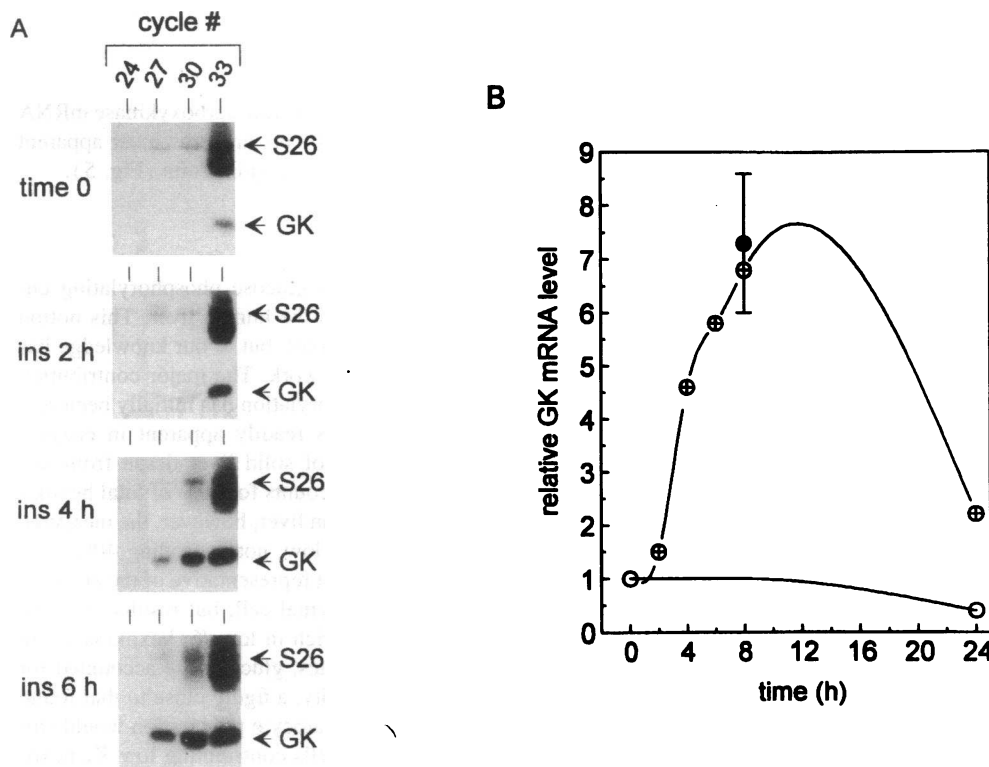 A
cycle #
24 27 30 33
time 0
S26
GK
ins 2 h
S26
GK
ins 4 h
S26
GK
ins 6 h
S26
GK
B
relative GK mRNA level
9
8
7
6
5
4
3
2
1
0
0 4 8 12 16 20 24
time (h)